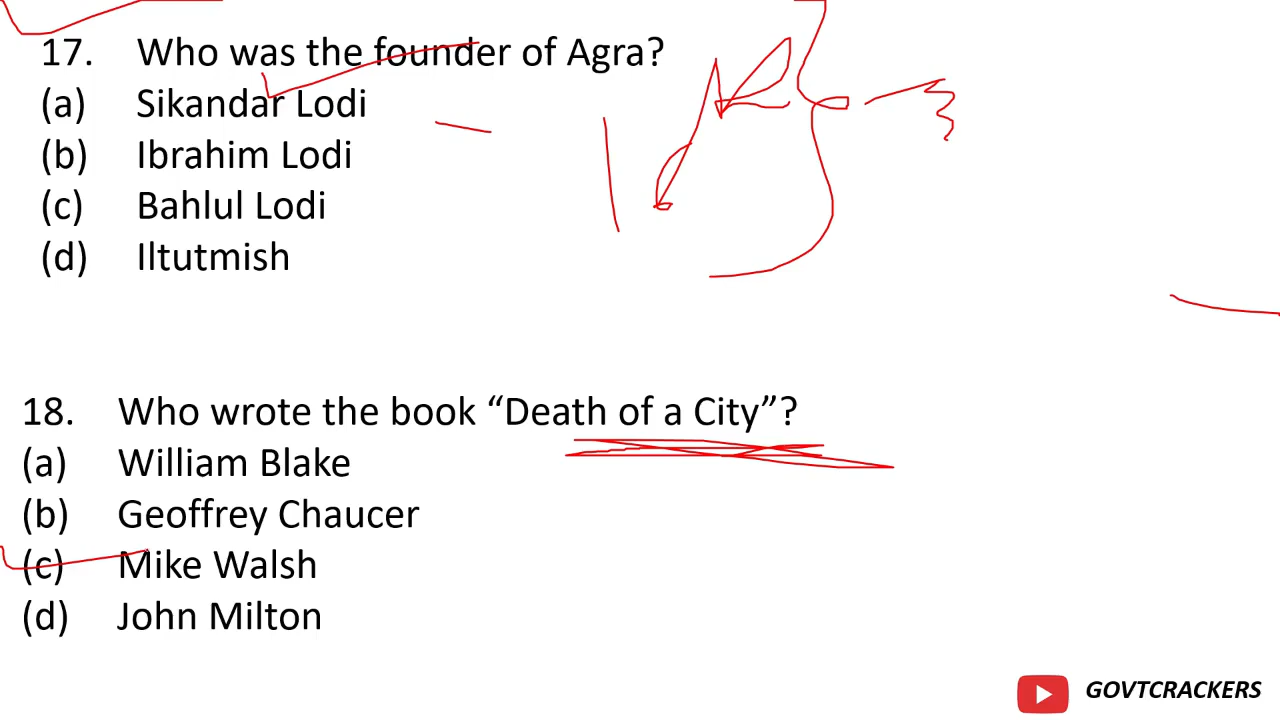 17. Who was the founder of Agra?
(a) Sikandar Lodi
(b) Ibrahim Lodi
(c) Bahlul Lodi
(d) Iltutmish
18. Who wrote the book “Death of a City”?
(a) William Blake
(b) Geoffrey Chaucer
(c) Mike Walsh
(d) John Milton
GOVTCRACKERS